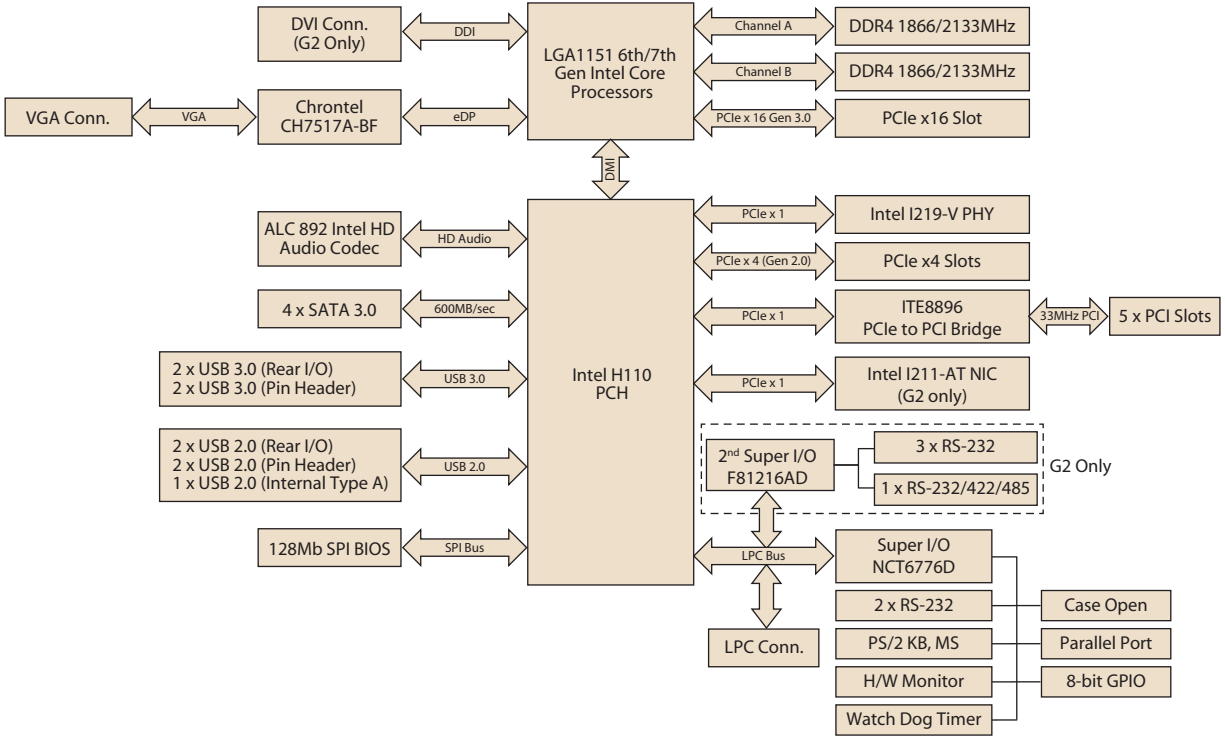 DVI Conn.
(G2 Only)
DDI
LGA1151 6th/7th
Gen Intel Core
Processors
Channel A
DDR4 1866/2133MHz
Channel B
DDR4 1866/2133MHz
VGA Conn.
VGA
Chrontel
CH7517A-BF
eDP
PCIe x 16 Gen 3.0
PCIe x16 Slot
DMI
ALC 892 Intel HD
Audio Codec
HD Audio
Intel H110
PCH
PCIe x 1
Intel I219-V PHY
PCIe x 4 (Gen 2.0)
PCIe x4 Slots
4 x SATA 3.0
600MB/sec
PCIe x 1
ITE8896
PCIe to PCI Bridge
33MHz PCI
5 x PCI Slots
2 x USB 3.0 (Rear I/O)
2 x USB 3.0 (Pin Header)
USB 3.0
PCIe x 1
Intel I211-AT NIC
(G2 only)
2 x USB 2.0 (Rear I/O)
2 x USB 2.0 (Pin Header)
1 x USB 2.0 (Internal Type A)
USB 2.0
2nd Super I/O
F81216AD
3 x RS-232
1 x RS-232/422/485
G2 Only
128Mb SPI BIOS
SPI Bus
LPC Bus
Super I/O
NCT6776D
LPC Conn.
2 x RS-232
Case Open
PS/2 KB, MS
Parallel Port
H/W Monitor
8-bit GPIO
Watch Dog Timer